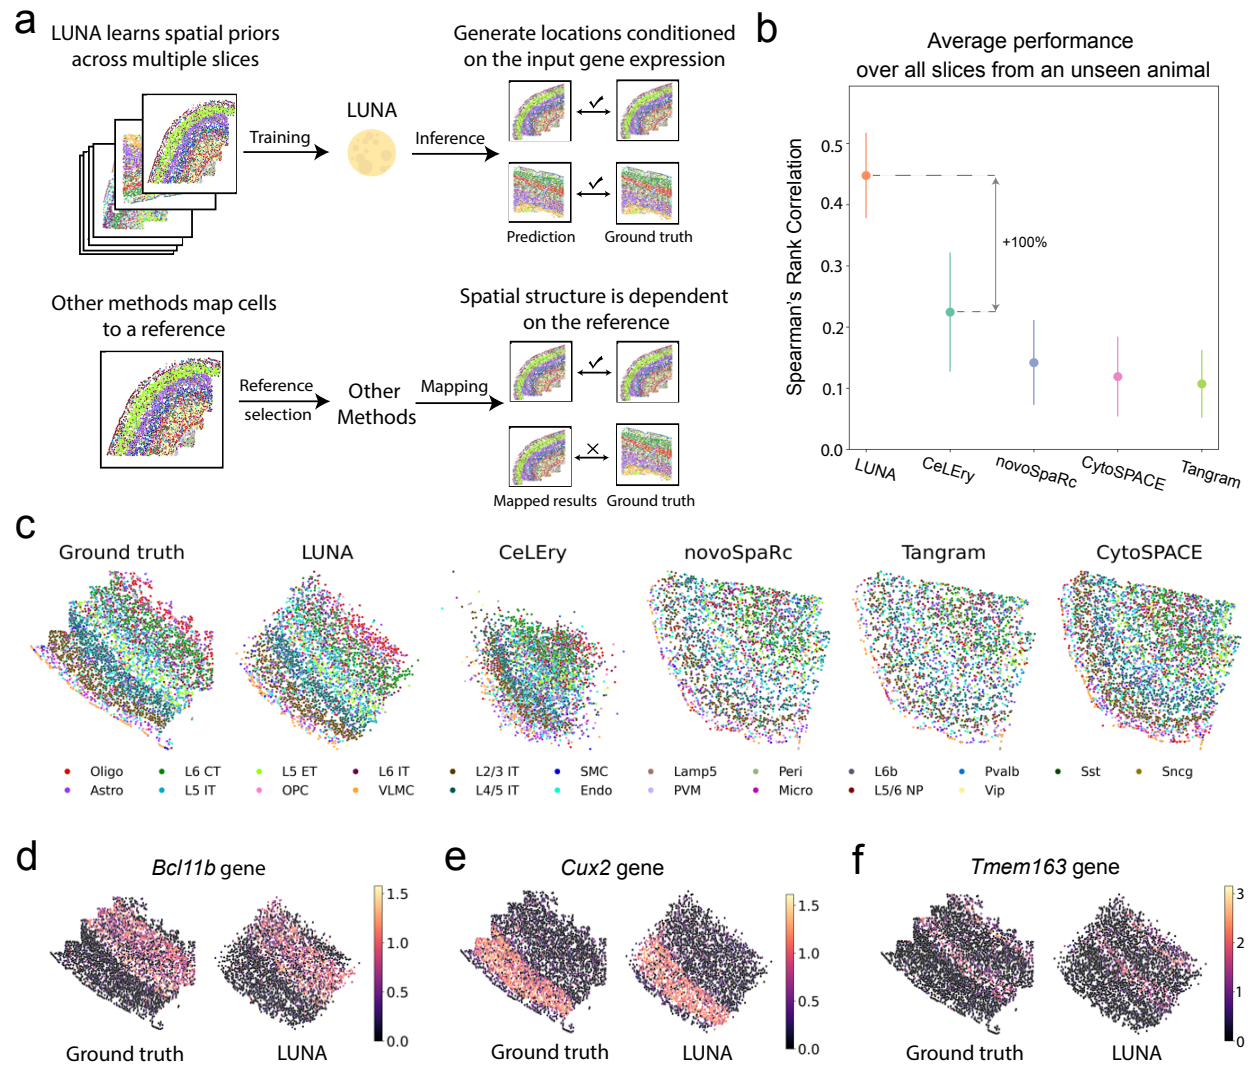 a
LUNA learns spatial priors
across multiple slices
Training
LUNA
Inference
Generate locations conditioned
on the input gene expression
Prediction
Ground truth
Other methods map cells
to a reference
Reference
selection
Other
Methods
Mapping
Spatial structure is dependent
on the reference
Mapped results
Ground truth
b
Average performance
over all slices from an unseen animal
Spearman's Rank Correlation
0.5
0.4
0.3
0.2
0.1
0.0
+100%
LUNA
CeLEry
novoSpaRc
CytoSPACE
Tangram
c
Ground truth
LUNA
CeLEry
novoSpaRc
Tangram
CytoSPACE
Oligo
L6 CT
L5 ET
L6 IT
L2/3 IT
SMC
Lamp5
Peri
L6b
Pvalb
Sst
Sncg
Astro
L5 IT
OPC
VLMC
L4/5 IT
Endo
PVM
Micro
L5/6 NP
Vip
d
Bcl11b gene
1.5
1.0
0.5
0.0
Ground truth
LUNA
e
Cux2 gene
1.5
1.0
0.5
0.0
Ground truth
LUNA
f
Tmem163 gene
3
2
1
0
Ground truth
LUNA